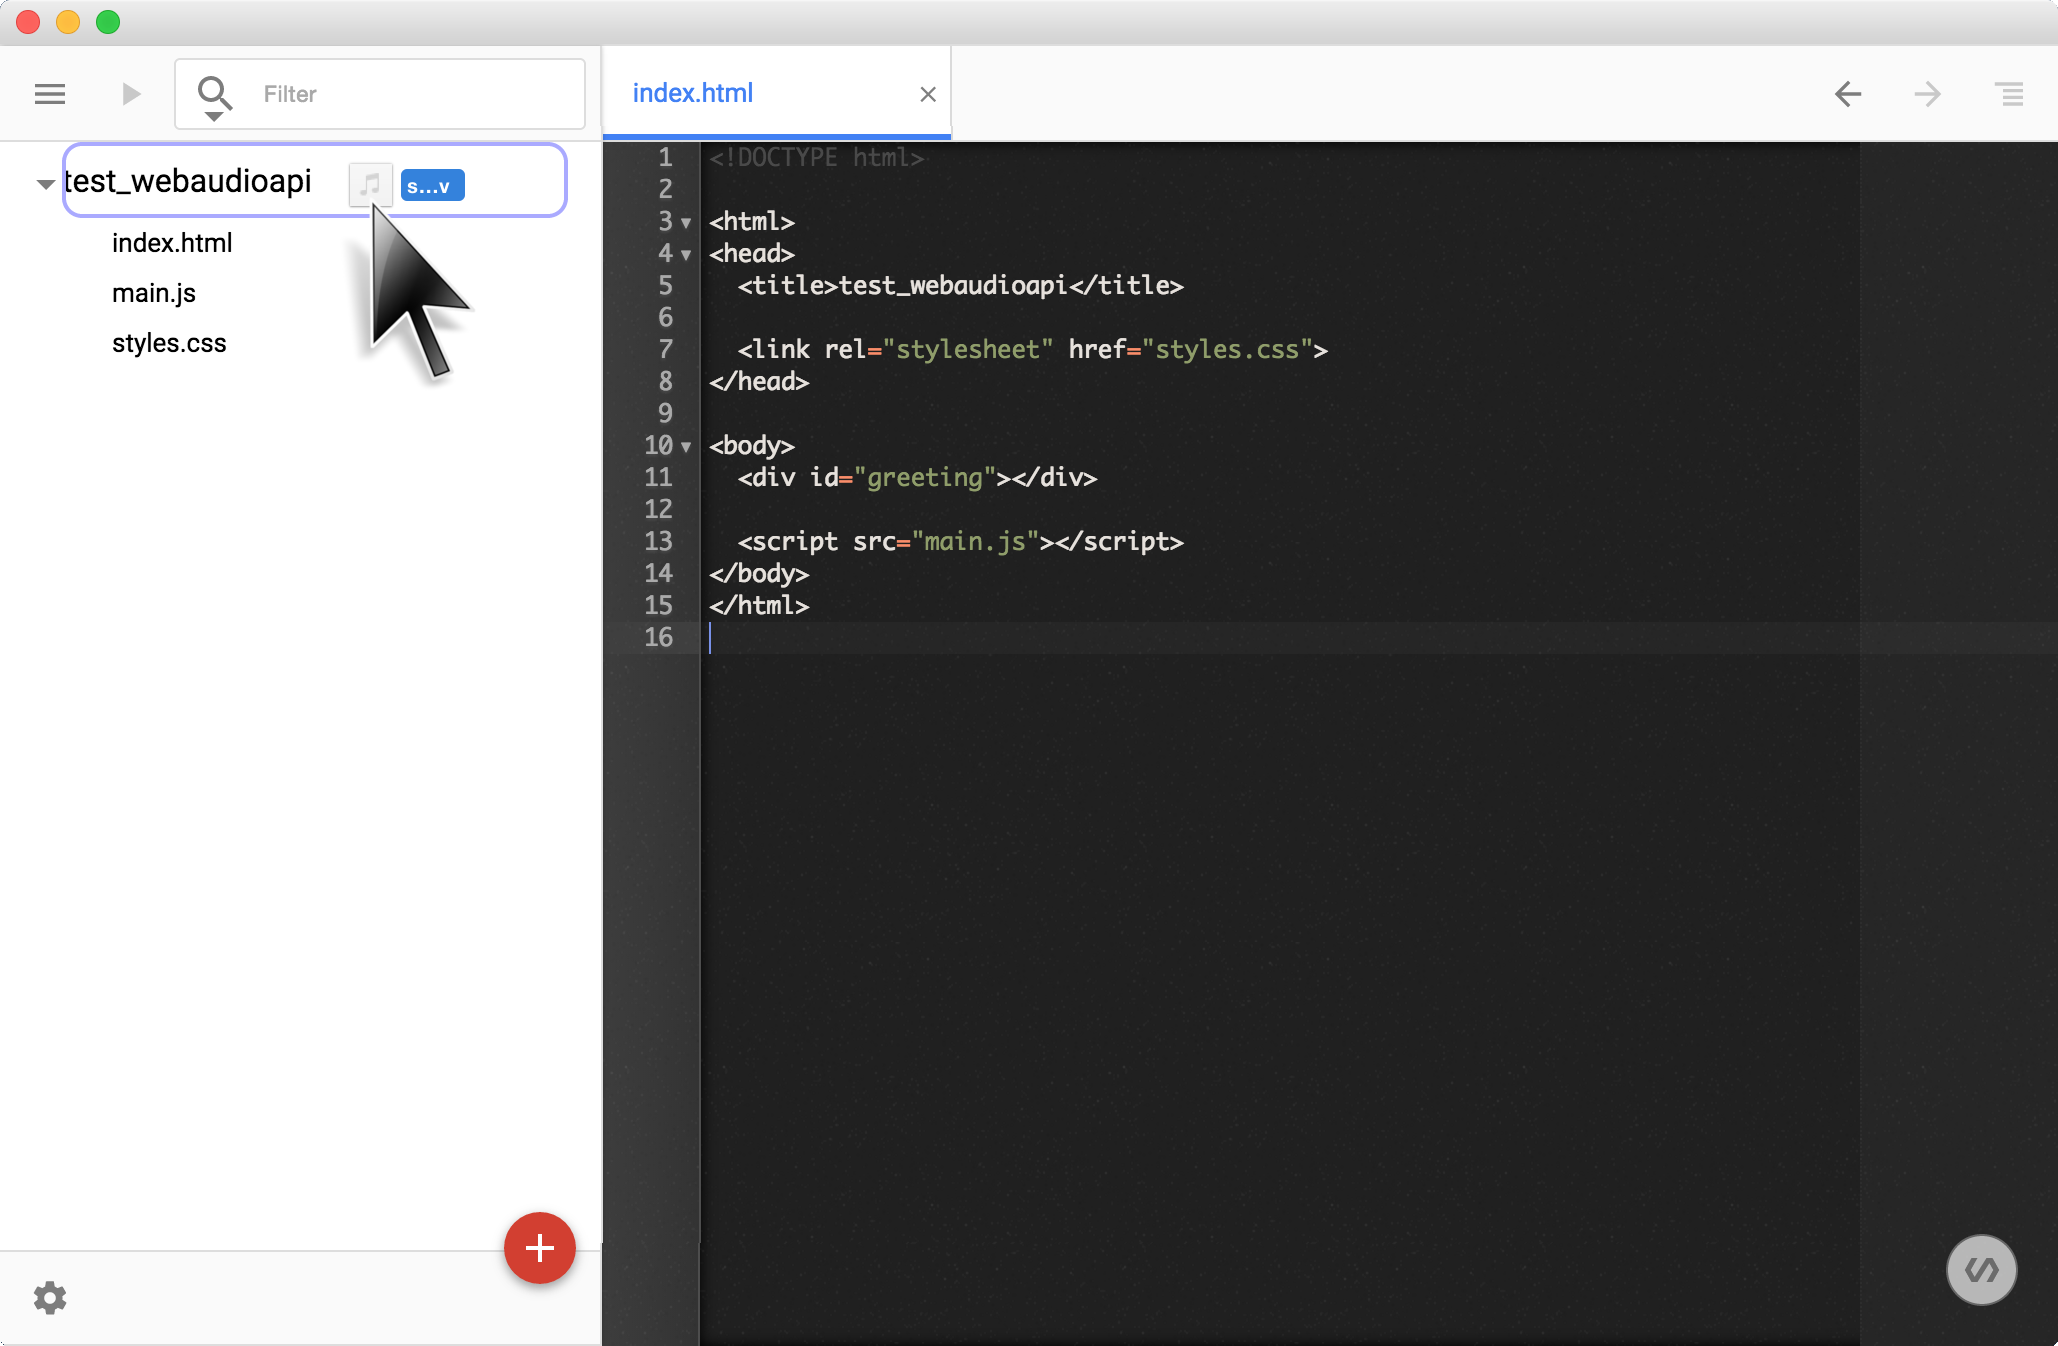 Filter
test_webaudioapi
s...v
index.html
main.js
styles.css
index.html
1 <!DOCTYPE html>
2
3 <html>
4 <head>
5 <title>test_webaudioapi</title>
6
7 <link rel="stylesheet" href="styles.css">
8 </head>
9
10 <body>
11 <div id="greeting"></div>
12
13 <script src="main.js"></script>
14 </body>
15 </html>
16